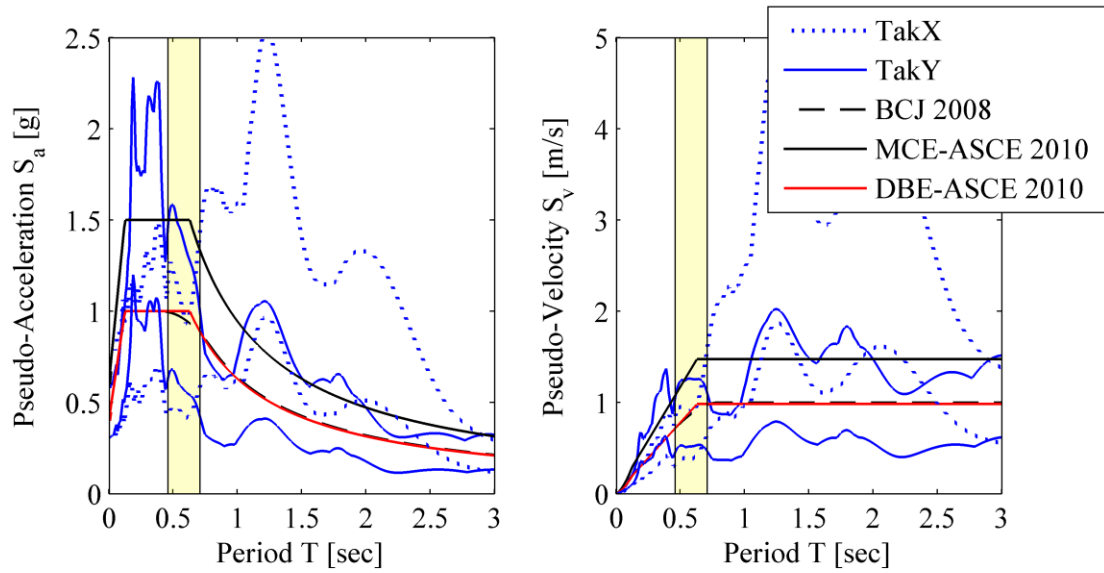 Pseudo-Acceleration Sa [g]
2.5
2
1.5
1
0.5
0
0
0.5
1
1.5
2
2.5
3
Period T [sec]
Pseudo-Velocity Sv [m/s]
5
4
3
2
1
0
0
0.5
1
1.5
2
2.5
3
Period T [sec]
TakX
TakY
BCJ 2008
MCE-ASCE 2010
DBE-ASCE 2010